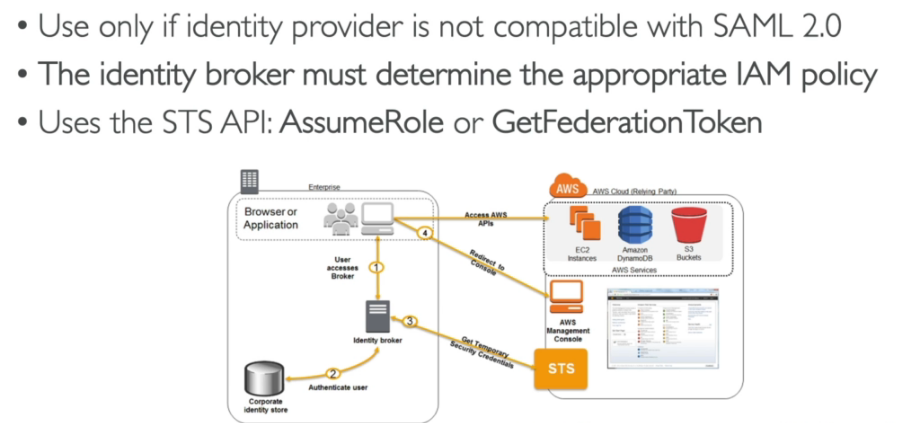 • Use only if identity provider is not compatible with SAML 2.0
• The identity broker must determine the appropriate IAM policy
• Uses the STS API: AssumeRole or GetFederationToken
Enterprise
Browser or
Application
User
accesses
Broker
1
Identity broker
2
Authenticate user
Corporate
identity store
3
Get Temporary
Security Credentials
4
Access AWS
APIs
Redirect to
Console
AWS
AWS Cloud (Relying Party)
EC2
Instances
Amazon
DynamoDB
S3
Buckets
AWS Services
AWS
Management
Console
STS